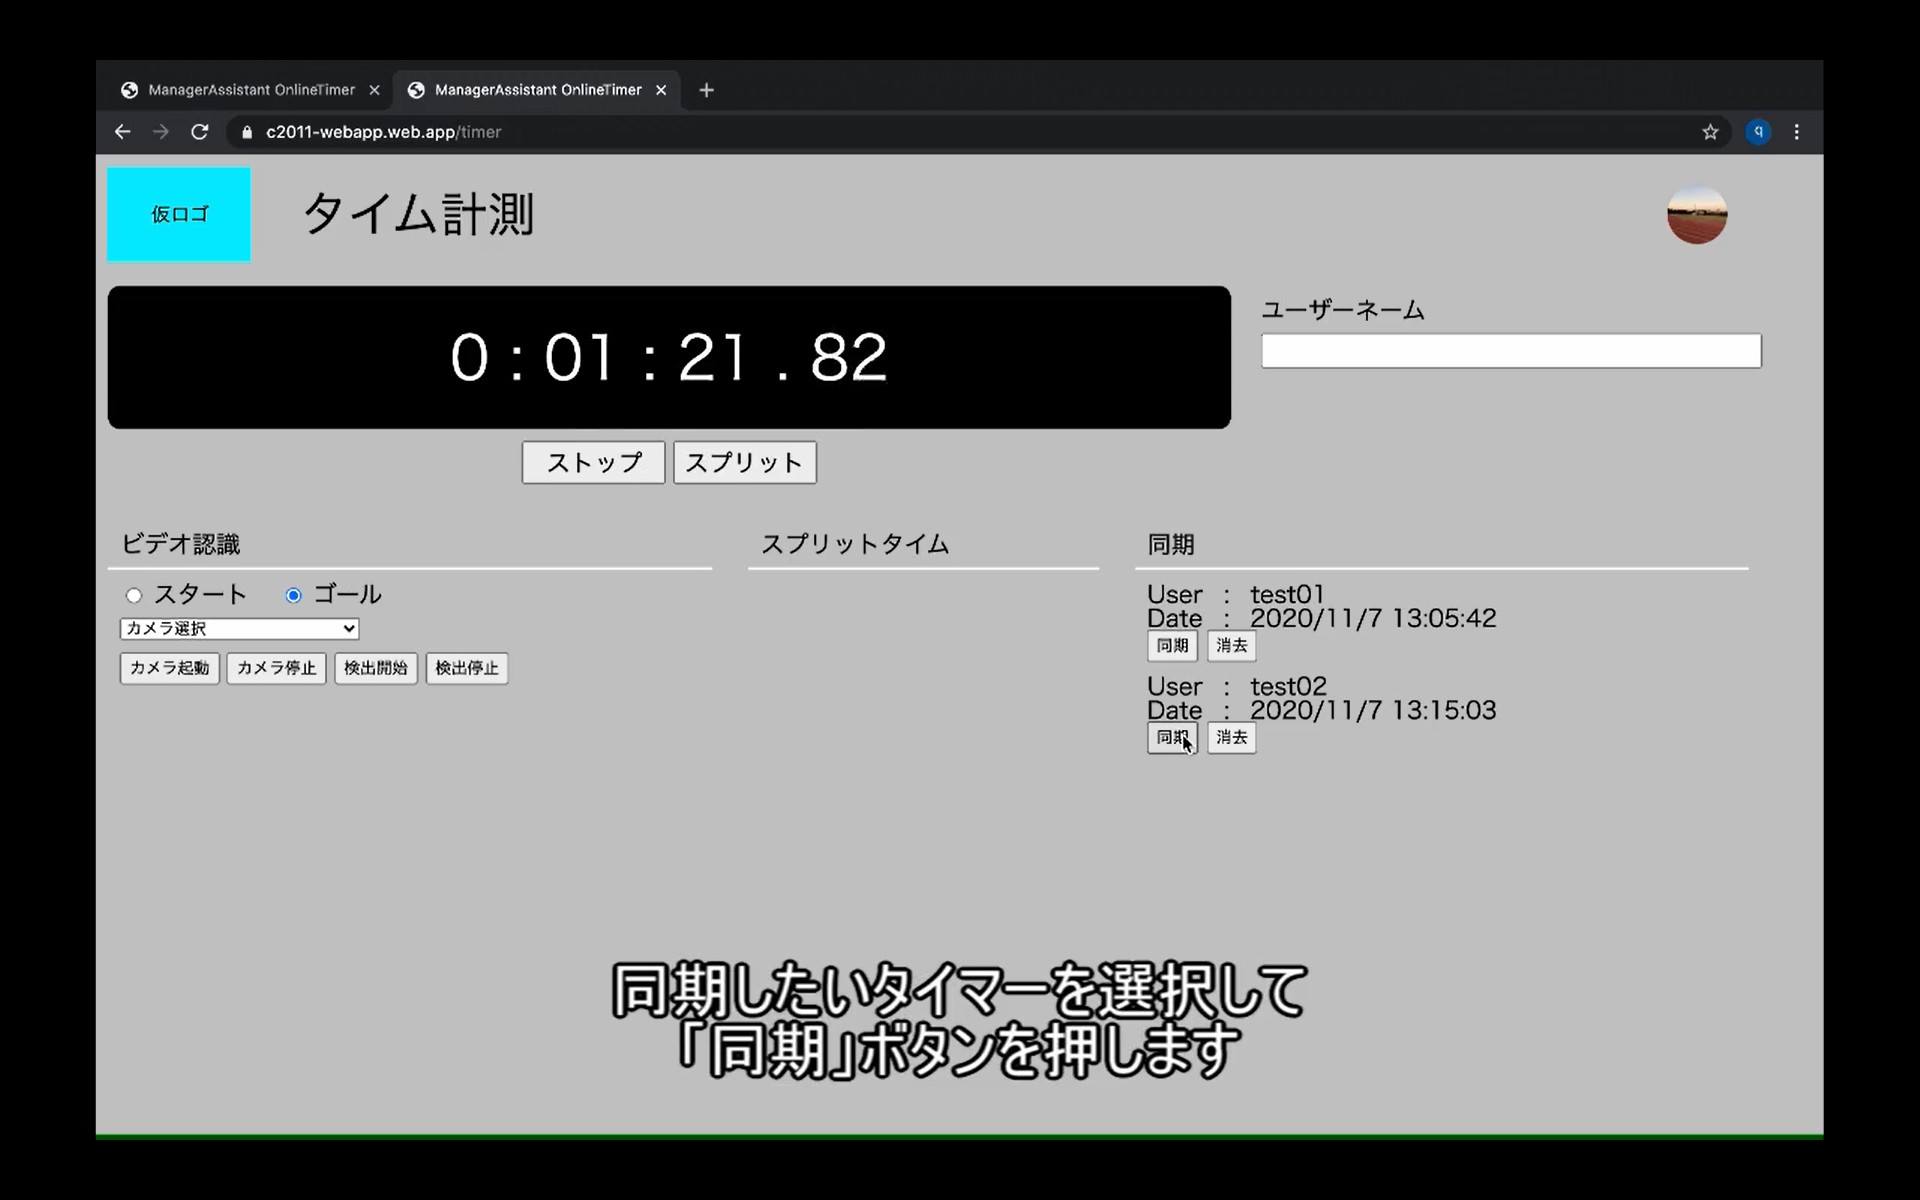 ManagerAssistant OnlineTimer
ManagerAssistant OnlineTimer
c2011-webapp.web.app/timer
q
仮ロゴ
タイム計測
0 : 01 : 21 . 82
ユーザーネーム
ストップ
スプリット
ビデオ認識
スプリットタイム
同期
スタート
ゴール
カメラ選択
カメラ起動
カメラ停止
検出開始
検出停止
User : test01
Date : 2020/11/7 13:05:42
同期
消去
User : test02
Date : 2020/11/7 13:15:03
同期
消去
同期したいタイマーを選択して
「同期」ボタンを押します